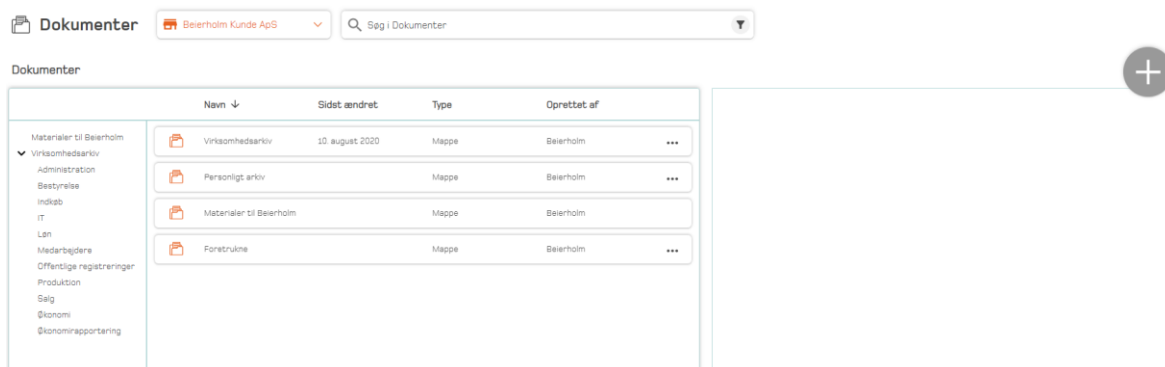 Dokumenter
Beierholm Kunde ApS
Søg i Dokumenter
Dokumenter
Navn ↓ Sidst ændret Type Oprettet af
Materialer til Beierholm
Virksomhedsarkiv
Administration
Bestyrelse
Indkøb
IT
Løn
Medarbejdere
Offentlige registreringer
Produktion
Salg
Økonomi
Økonomirapportering
Virksomhedsarkiv 10. august 2020 Mappe Beierholm
Personligt arkiv Mappe Beierholm
Materialer til Beierholm Mappe Beierholm
Foretrukne Mappe Beierholm